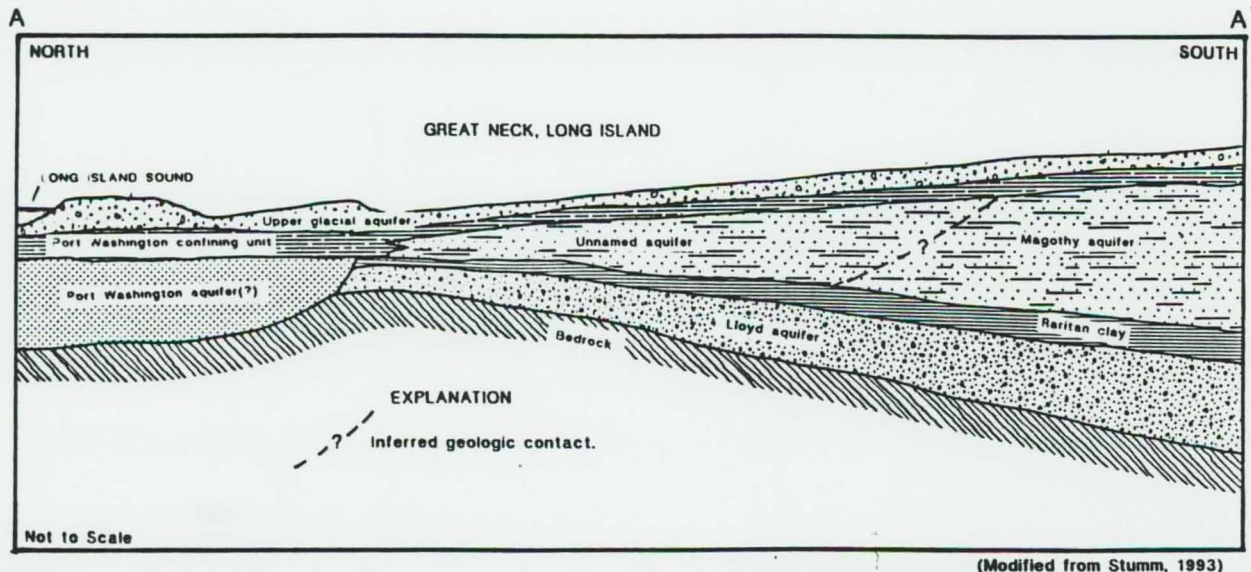 A A'
NORTH SOUTH
GREAT NECK, LONG ISLAND
LONG ISLAND SOUND
Upper glacial aquifer
Port Washington confining unit
Unnamed aquifer
?
Magothy aquifer
Port Washington aquifer(?)
Lloyd aquifer
Raritan clay
Bedrock
EXPLANATION
? Inferred geologic contact.
Not to Scale
(Modified from Stumm, 1993)